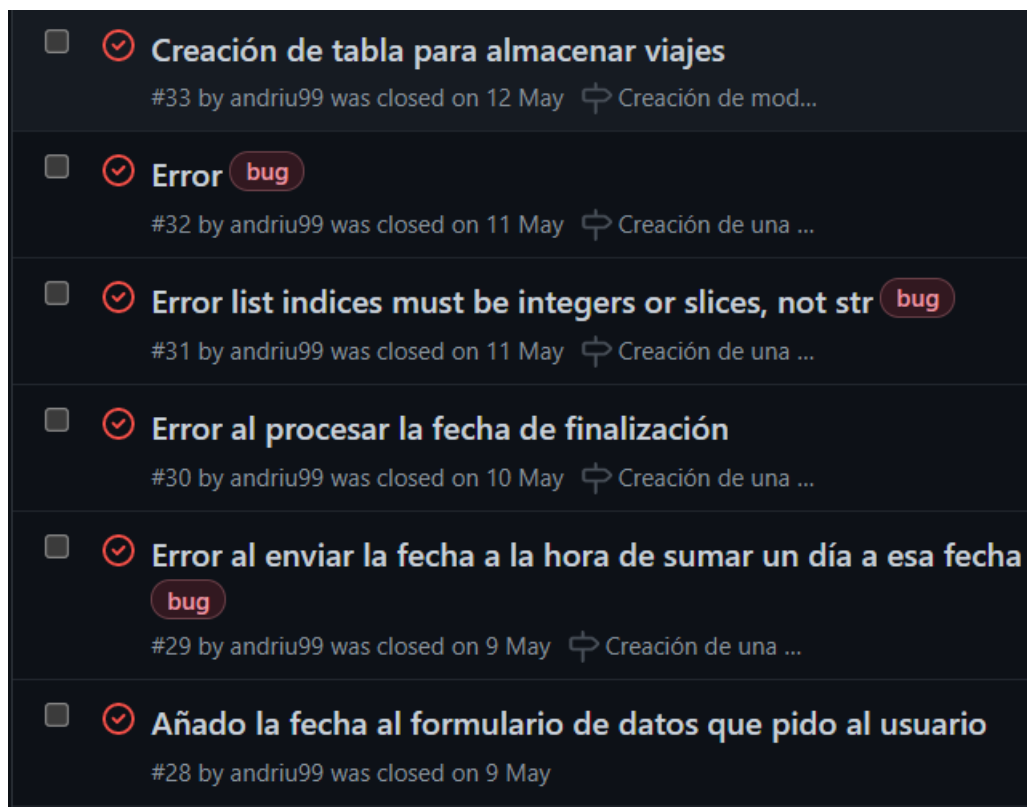 Creación de tabla para almacenar viajes
#33 by andriu99 was closed on 12 May Creación de mod...
Error bug
#32 by andriu99 was closed on 11 May Creación de una ...
Error list indices must be integers or slices, not str bug
#31 by andriu99 was closed on 11 May Creación de una ...
Error al procesar la fecha de finalización
#30 by andriu99 was closed on 10 May Creación de una ...
Error al enviar la fecha a la hora de sumar un día a esa fecha
bug
#29 by andriu99 was closed on 9 May Creación de una ...
Añado la fecha al formulario de datos que pido al usuario
#28 by andriu99 was closed on 9 May